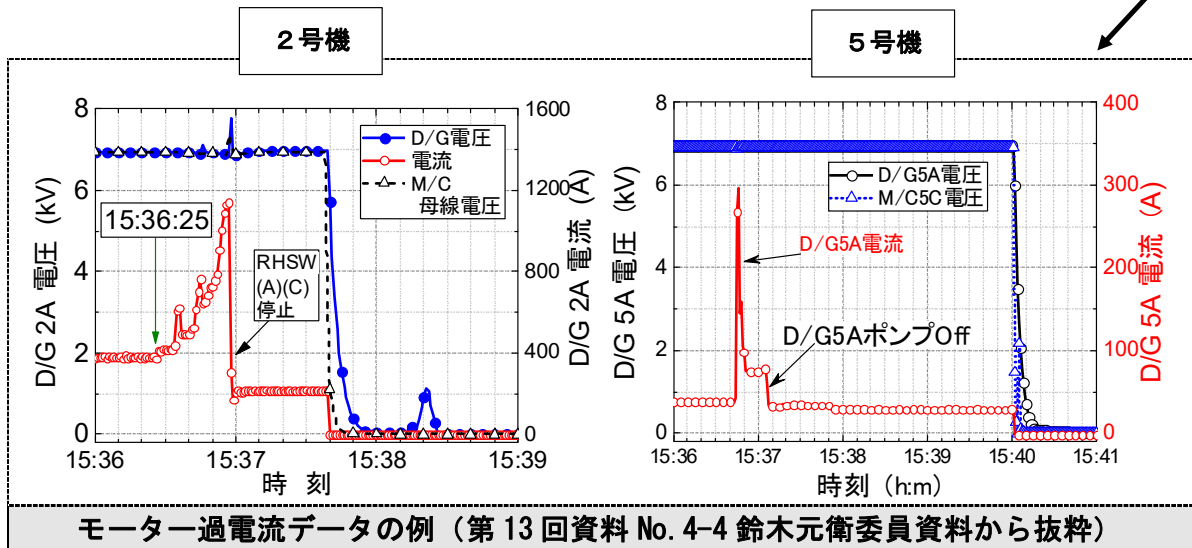 2号機
5号機
8
6
4
2
0
D/G 2A 電圧 (kV)
1600
1200
800
400
0
D/G 2A 電流 (A)
D/G電圧
電流
M/C
母線電圧
15:36:25
RHSW
(A)(C)
停止
15:36
15:37
15:38
15:39
時 刻
8
6
4
2
0
D/G 5A 電圧 (kV)
400
300
200
100
0
D/G 5A 電流 (A)
D/G5A電圧
M/C5C電圧
D/G5A電流
D/G5AポンプOff
15:36
15:37
15:38
15:39
15:40
15:41
時刻 (h:m)
モーター過電流データの例(第13回資料 No.4-4 鈴木元衛委員資料から抜粋)